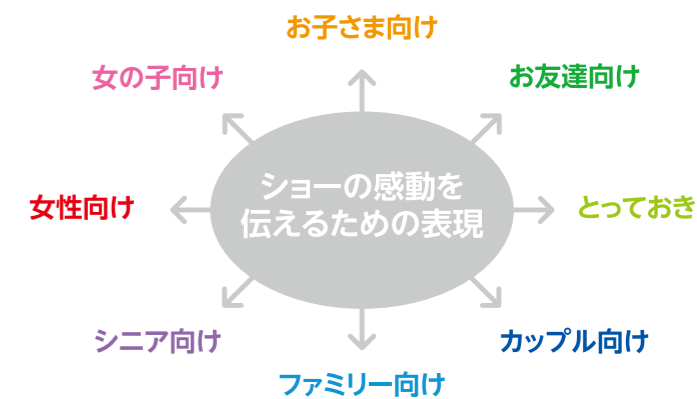 お子さま向け
女の子向け
お友達向け
ショーの感動を
伝えるための表現
女性向け
とっておき
シニア向け
カップル向け
ファミリー向け